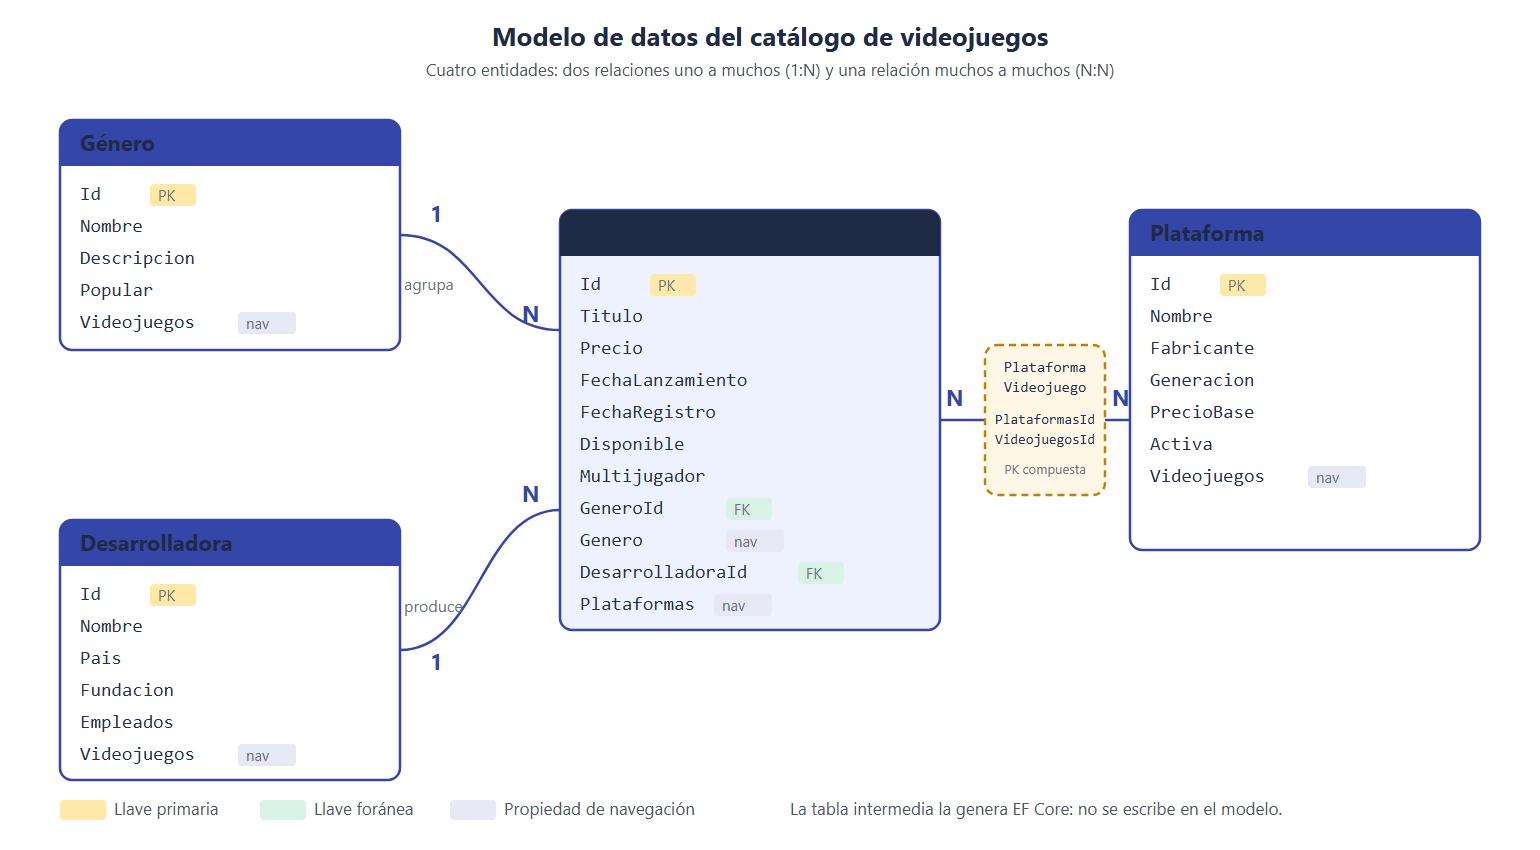 Modelo de datos del catálogo de videojuegos
Cuatro entidades: dos relaciones uno a muchos (1:N) y una relación muchos a muchos (N:N)
Género
Id PK
Nombre
Descripcion
Popular
Videojuegos nav
1
agrupa
N
Desarrolladora
Id PK
Nombre
Pais
Fundacion
Empleados
Videojuegos nav
N
produce
1
Id PK
Titulo
Precio
FechaLanzamiento
FechaRegistro
Disponible
Multijugador
GeneroId FK
Genero nav
DesarrolladoraId FK
Plataformas nav
N
Plataforma
Videojuego
PlataformasId
VideojuegosId
PK compuesta
N
Plataforma
Id PK
Nombre
Fabricante
Generacion
PrecioBase
Activa
Videojuegos nav
Llave primaria
Llave foránea
Propiedad de navegación
La tabla intermedia la genera EF Core: no se escribe en el modelo.